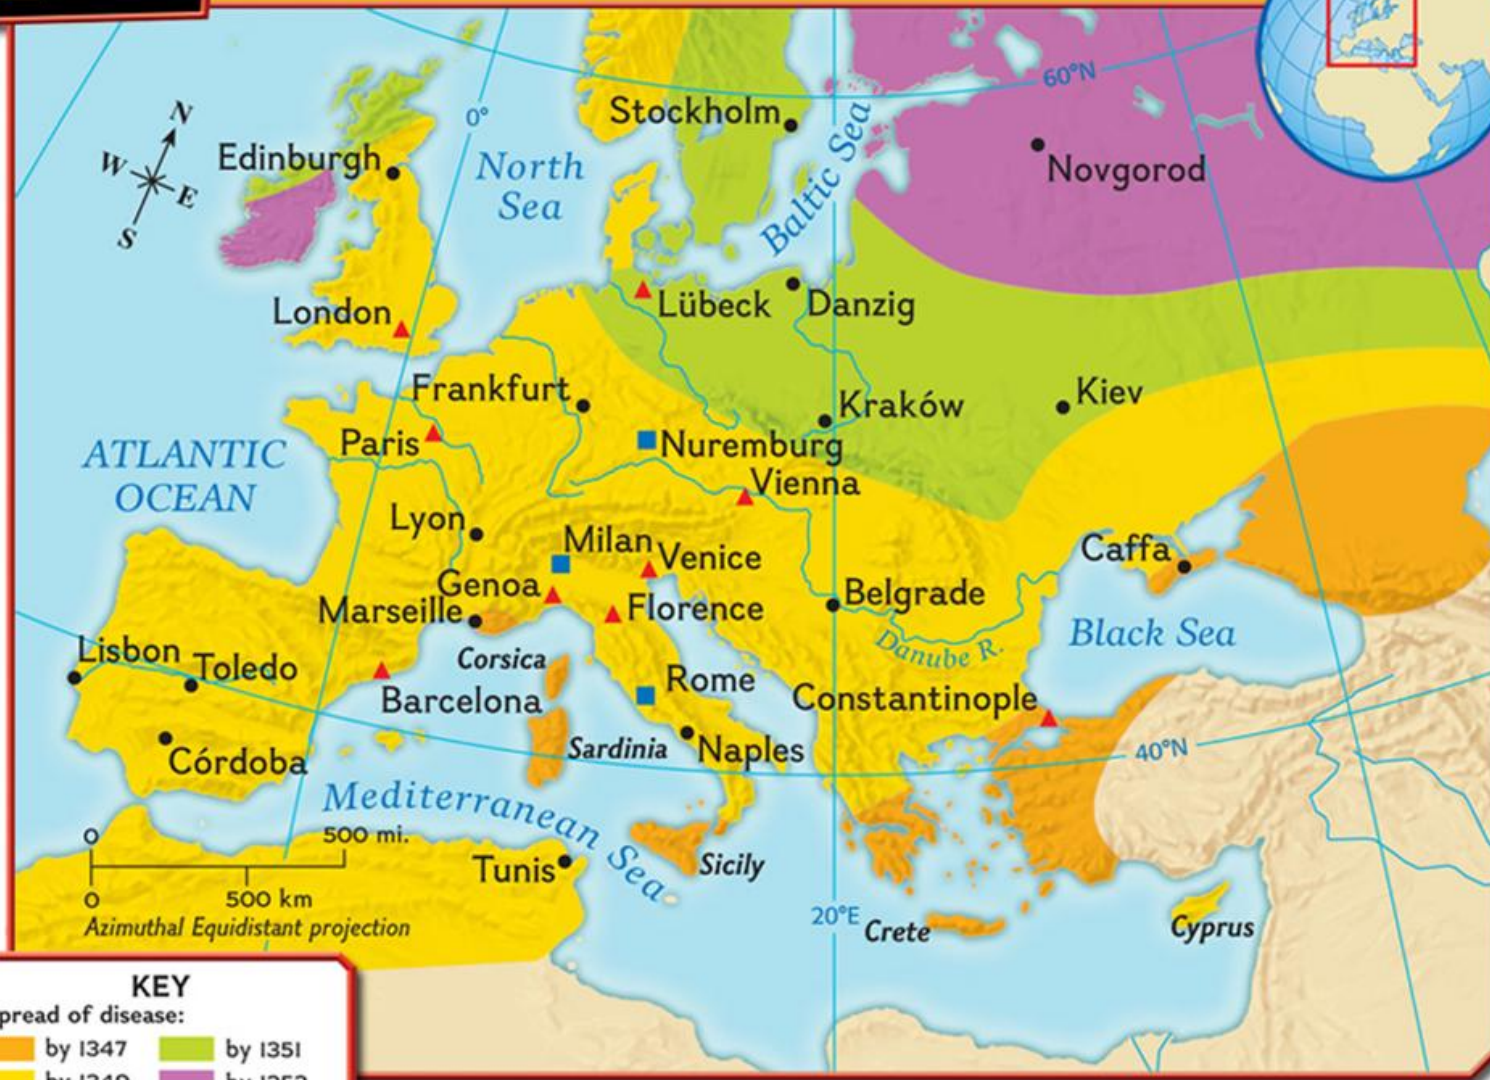 60°N
0°
Stockholm
N
W
E
S
Edinburgh
North
Sea
Baltic Sea
Novgorod
London
Lübeck
Danzig
Frankfurt
Kraków
Kiev
Paris
Nuremburg
ATLANTIC
OCEAN
Vienna
Lyon
Milan
Venice
Caffa
Genoa
Belgrade
Marseille
Florence
Black Sea
Danube R.
Lisbon
Toledo
Corsica
Rome
Barcelona
Constantinople
Córdoba
Sardinia
Naples
40°N
Mediterranean Sea
0
500 mi.
Tunis
Sicily
0
500 km
20°E
Crete
Cyprus
Azimuthal Equidistant projection
KEY
pread of disease:
by 1347
by 1351